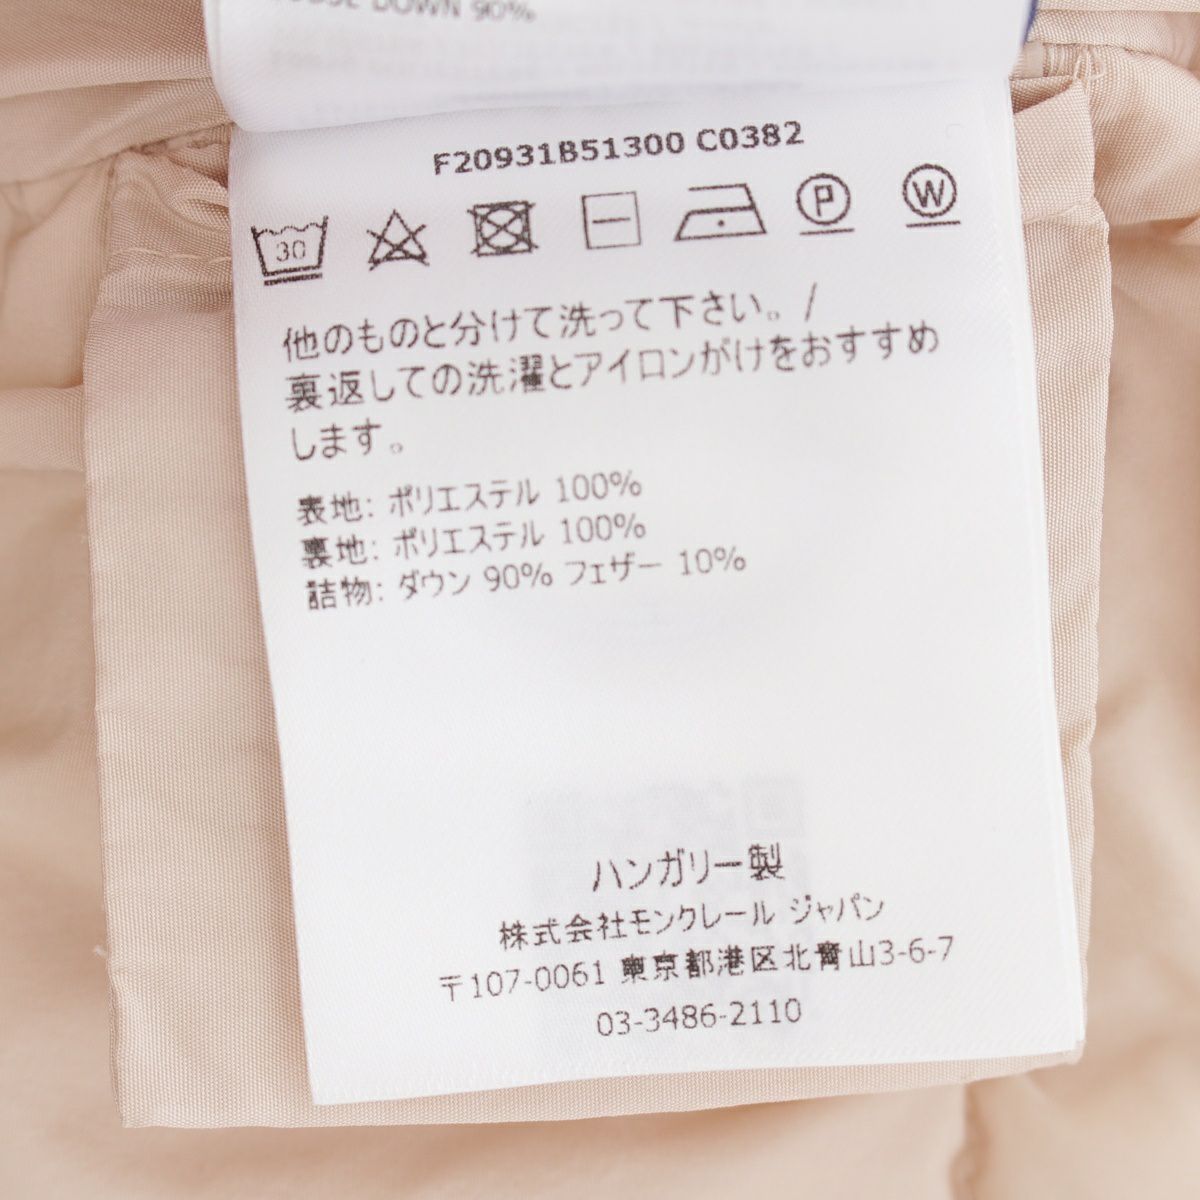 DOWN 90%
F20931B51300 C0382
30 P W
他のものと分けて洗って下さい。/
裏返しての洗濯とアイロンがけをおすすめ
します。
表地: ポリエステル 100%
裏地: ポリエステル 100%
詰物: ダウン 90% フェザー 10%
ハンガリー製
株式会社モンクレール ジャパン
〒107-0061 東京都港区北青山3-6-7
03-3486-2110